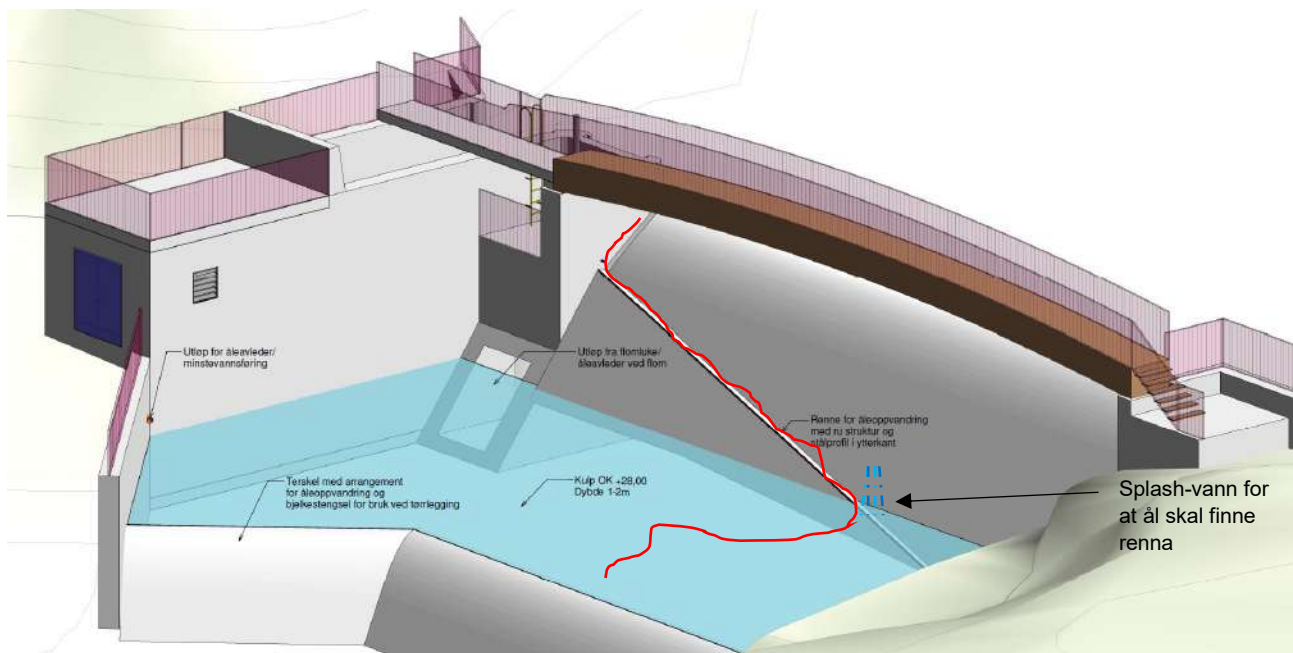 Utløp for åleavleder/
minstevannsføring
Utløp fra flomluke/
åleavleder ved flom
Renne for åleoppvandring
med ru struktur og
stålprofil i ytterkant
Terskel med arrangement
for åleoppvandring og
bjelkestengsel for bruk ved tørrlegging
Kulp OK +28,00
Dybde 1-2m
Splash-vann for
at ål skal finne
renna